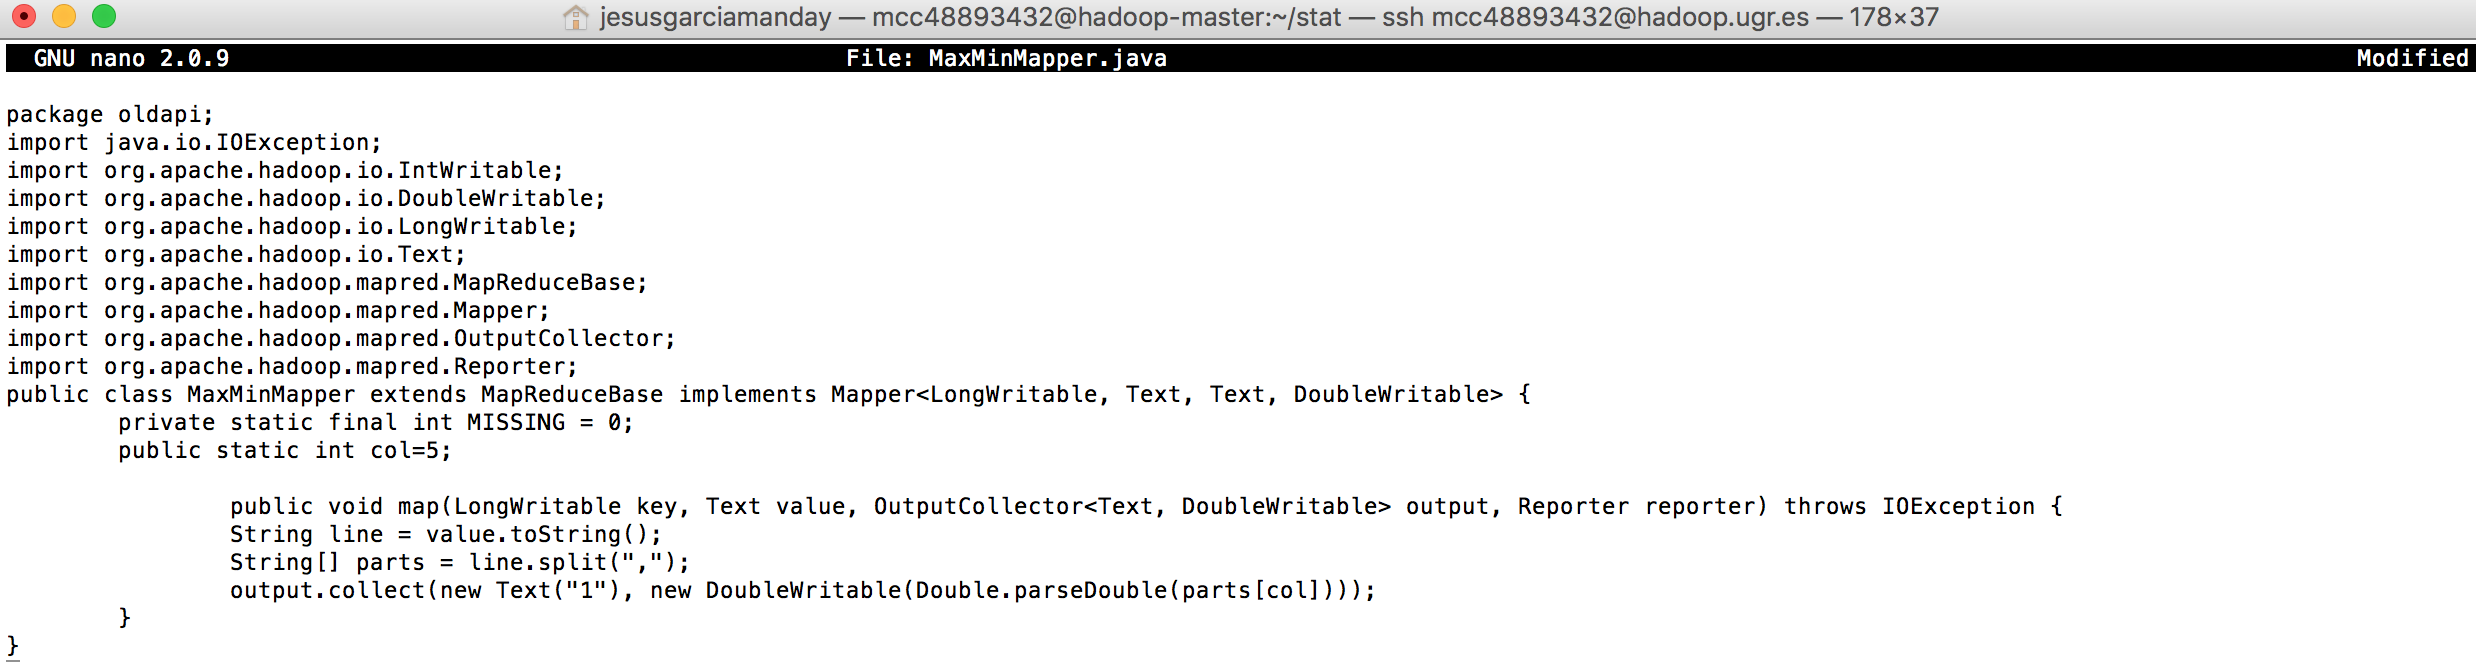 jesusgarciamanday — mcc48893432@hadoop-master:~/stat — ssh mcc48893432@hadoop.ugr.es — 178×37
GNU nano 2.0.9 File: MaxMinMapper.java Modified
package oldapi;
import java.io.IOException;
import org.apache.hadoop.io.IntWritable;
import org.apache.hadoop.io.DoubleWritable;
import org.apache.hadoop.io.LongWritable;
import org.apache.hadoop.io.Text;
import org.apache.hadoop.mapred.MapReduceBase;
import org.apache.hadoop.mapred.Mapper;
import org.apache.hadoop.mapred.OutputCollector;
import org.apache.hadoop.mapred.Reporter;
public class MaxMinMapper extends MapReduceBase implements Mapper<LongWritable, Text, Text, DoubleWritable> {
        private static final int MISSING = 0;
        public static int col=5;

                public void map(LongWritable key, Text value, OutputCollector<Text, DoubleWritable> output, Reporter reporter) throws IOException {
                String line = value.toString();
                String[] parts = line.split(",");
                output.collect(new Text("1"), new DoubleWritable(Double.parseDouble(parts[col])));
        }
}